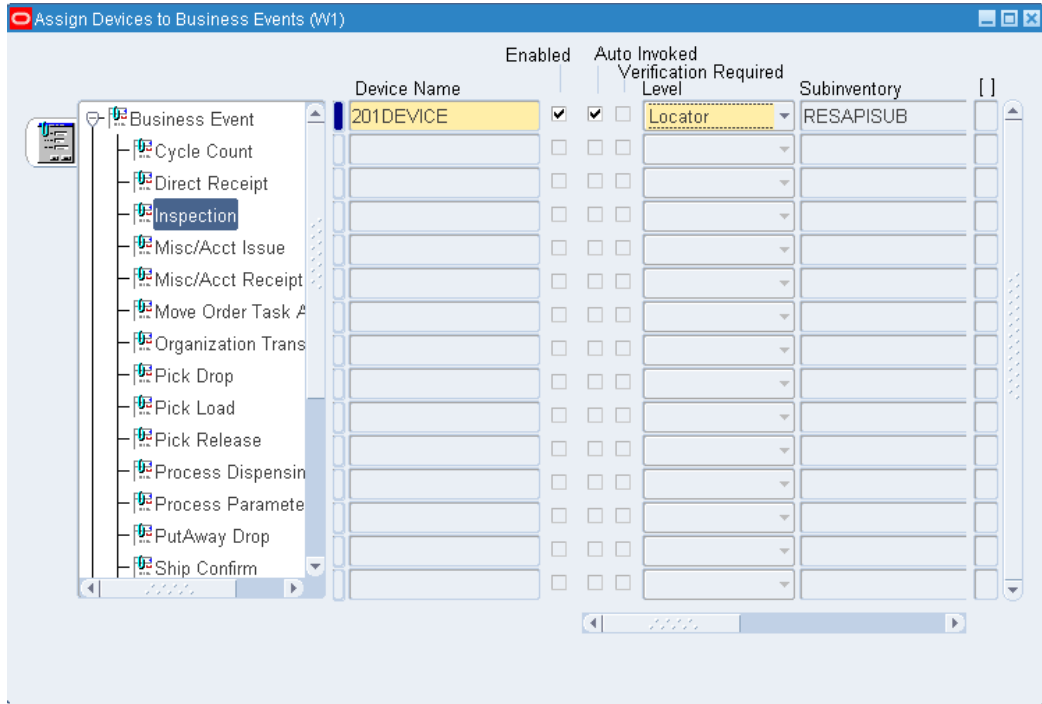 Assign Devices to Business Events (W1)
Enabled
Auto Invoked
Verification Required
Device Name
Level
Subinventory
[ ]
Business Event
201DEVICE
Locator
RESAPISUB
Cycle Count
Direct Receipt
Inspection
Misc/Acct Issue
Misc/Acct Receipt
Move Order Task A
Organization Trans
Pick Drop
Pick Load
Pick Release
Process Dispensin
Process Paramete
PutAway Drop
Ship Confirm